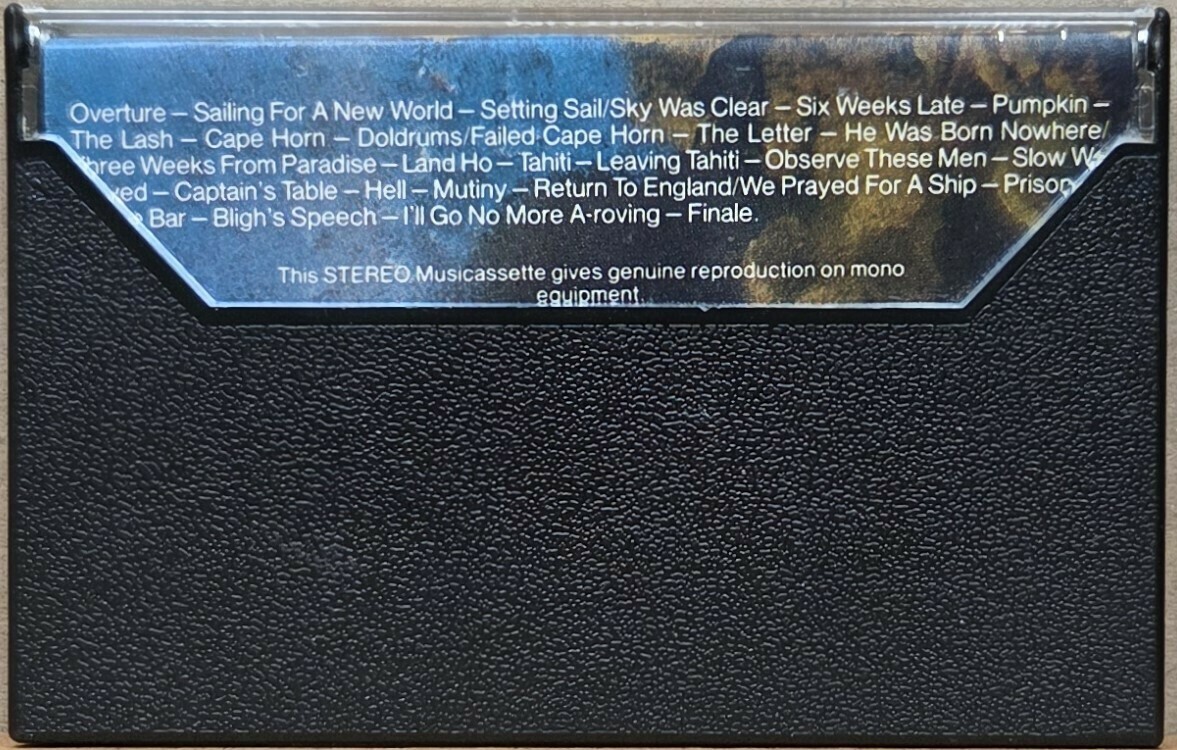 Overture – Sailing For A New World – Setting Sail/Sky Was Clear – Six Weeks Late – Pumpkin –
The Lash – Cape Horn – Doldrums/Failed Cape Horn – The Letter – He Was Born Nowhere/
Three Weeks From Paradise – Land Ho – Tahiti – Leaving Tahiti – Observe These Men – Slow
– Captain's Table – Hell – Mutiny – Return To England/We Prayed For A Ship –
Bar – Bligh's Speech – I'll Go No More A-roving – Finale.
This STEREO Musicassette gives genuine reproduction on mono
equipment.